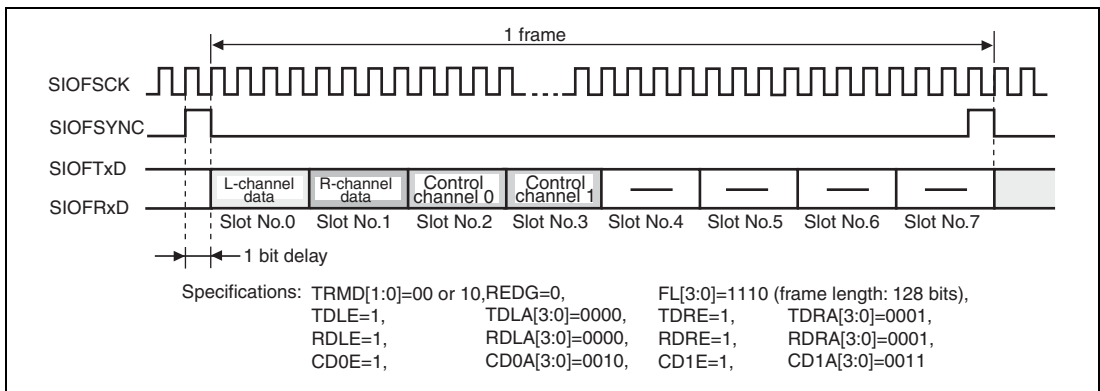 1 frame
SIOFSCK
SIOFSYNC
SIOFTxD
SIOFRxD
L-channel data
R-channel data
Control channel 0
Control channel 1
Slot No.0 Slot No.1 Slot No.2 Slot No.3 Slot No.4 Slot No.5 Slot No.6 Slot No.7
1 bit delay
Specifications: TRMD[1:0]=00 or 10,REDG=0, FL[3:0]=1110 (frame length: 128 bits),
TDLE=1, TDLA[3:0]=0000, TDRE=1, TDRA[3:0]=0001,
RDLE=1, RDLA[3:0]=0000, RDRE=1, RDRA[3:0]=0001,
CD0E=1, CD0A[3:0]=0010, CD1E=1, CD1A[3:0]=0011